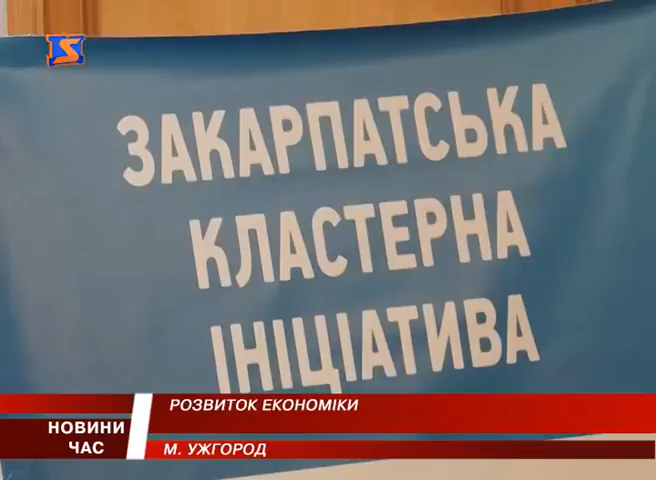 ЗАКАРПАТСЬКА
КЛАСТЕРНА
ІНІЦІАТИВА
РОЗВИТОК ЕКОНОМІКИ
НОВИНИ
ЧАС
М. УЖГОРОД